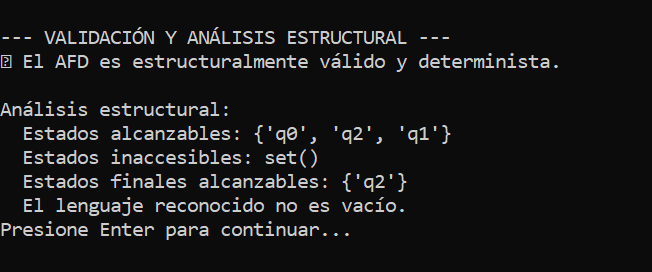 --- VALIDACIÓN Y ANÁLISIS ESTRUCTURAL ---
El AFD es estructuralmente válido y determinista.
Análisis estructural:
Estados alcanzables: {'q0', 'q2', 'q1'}
Estados inaccesibles: set()
Estados finales alcanzables: {'q2'}
El lenguaje reconocido no es vacío.
Presione Enter para continuar...